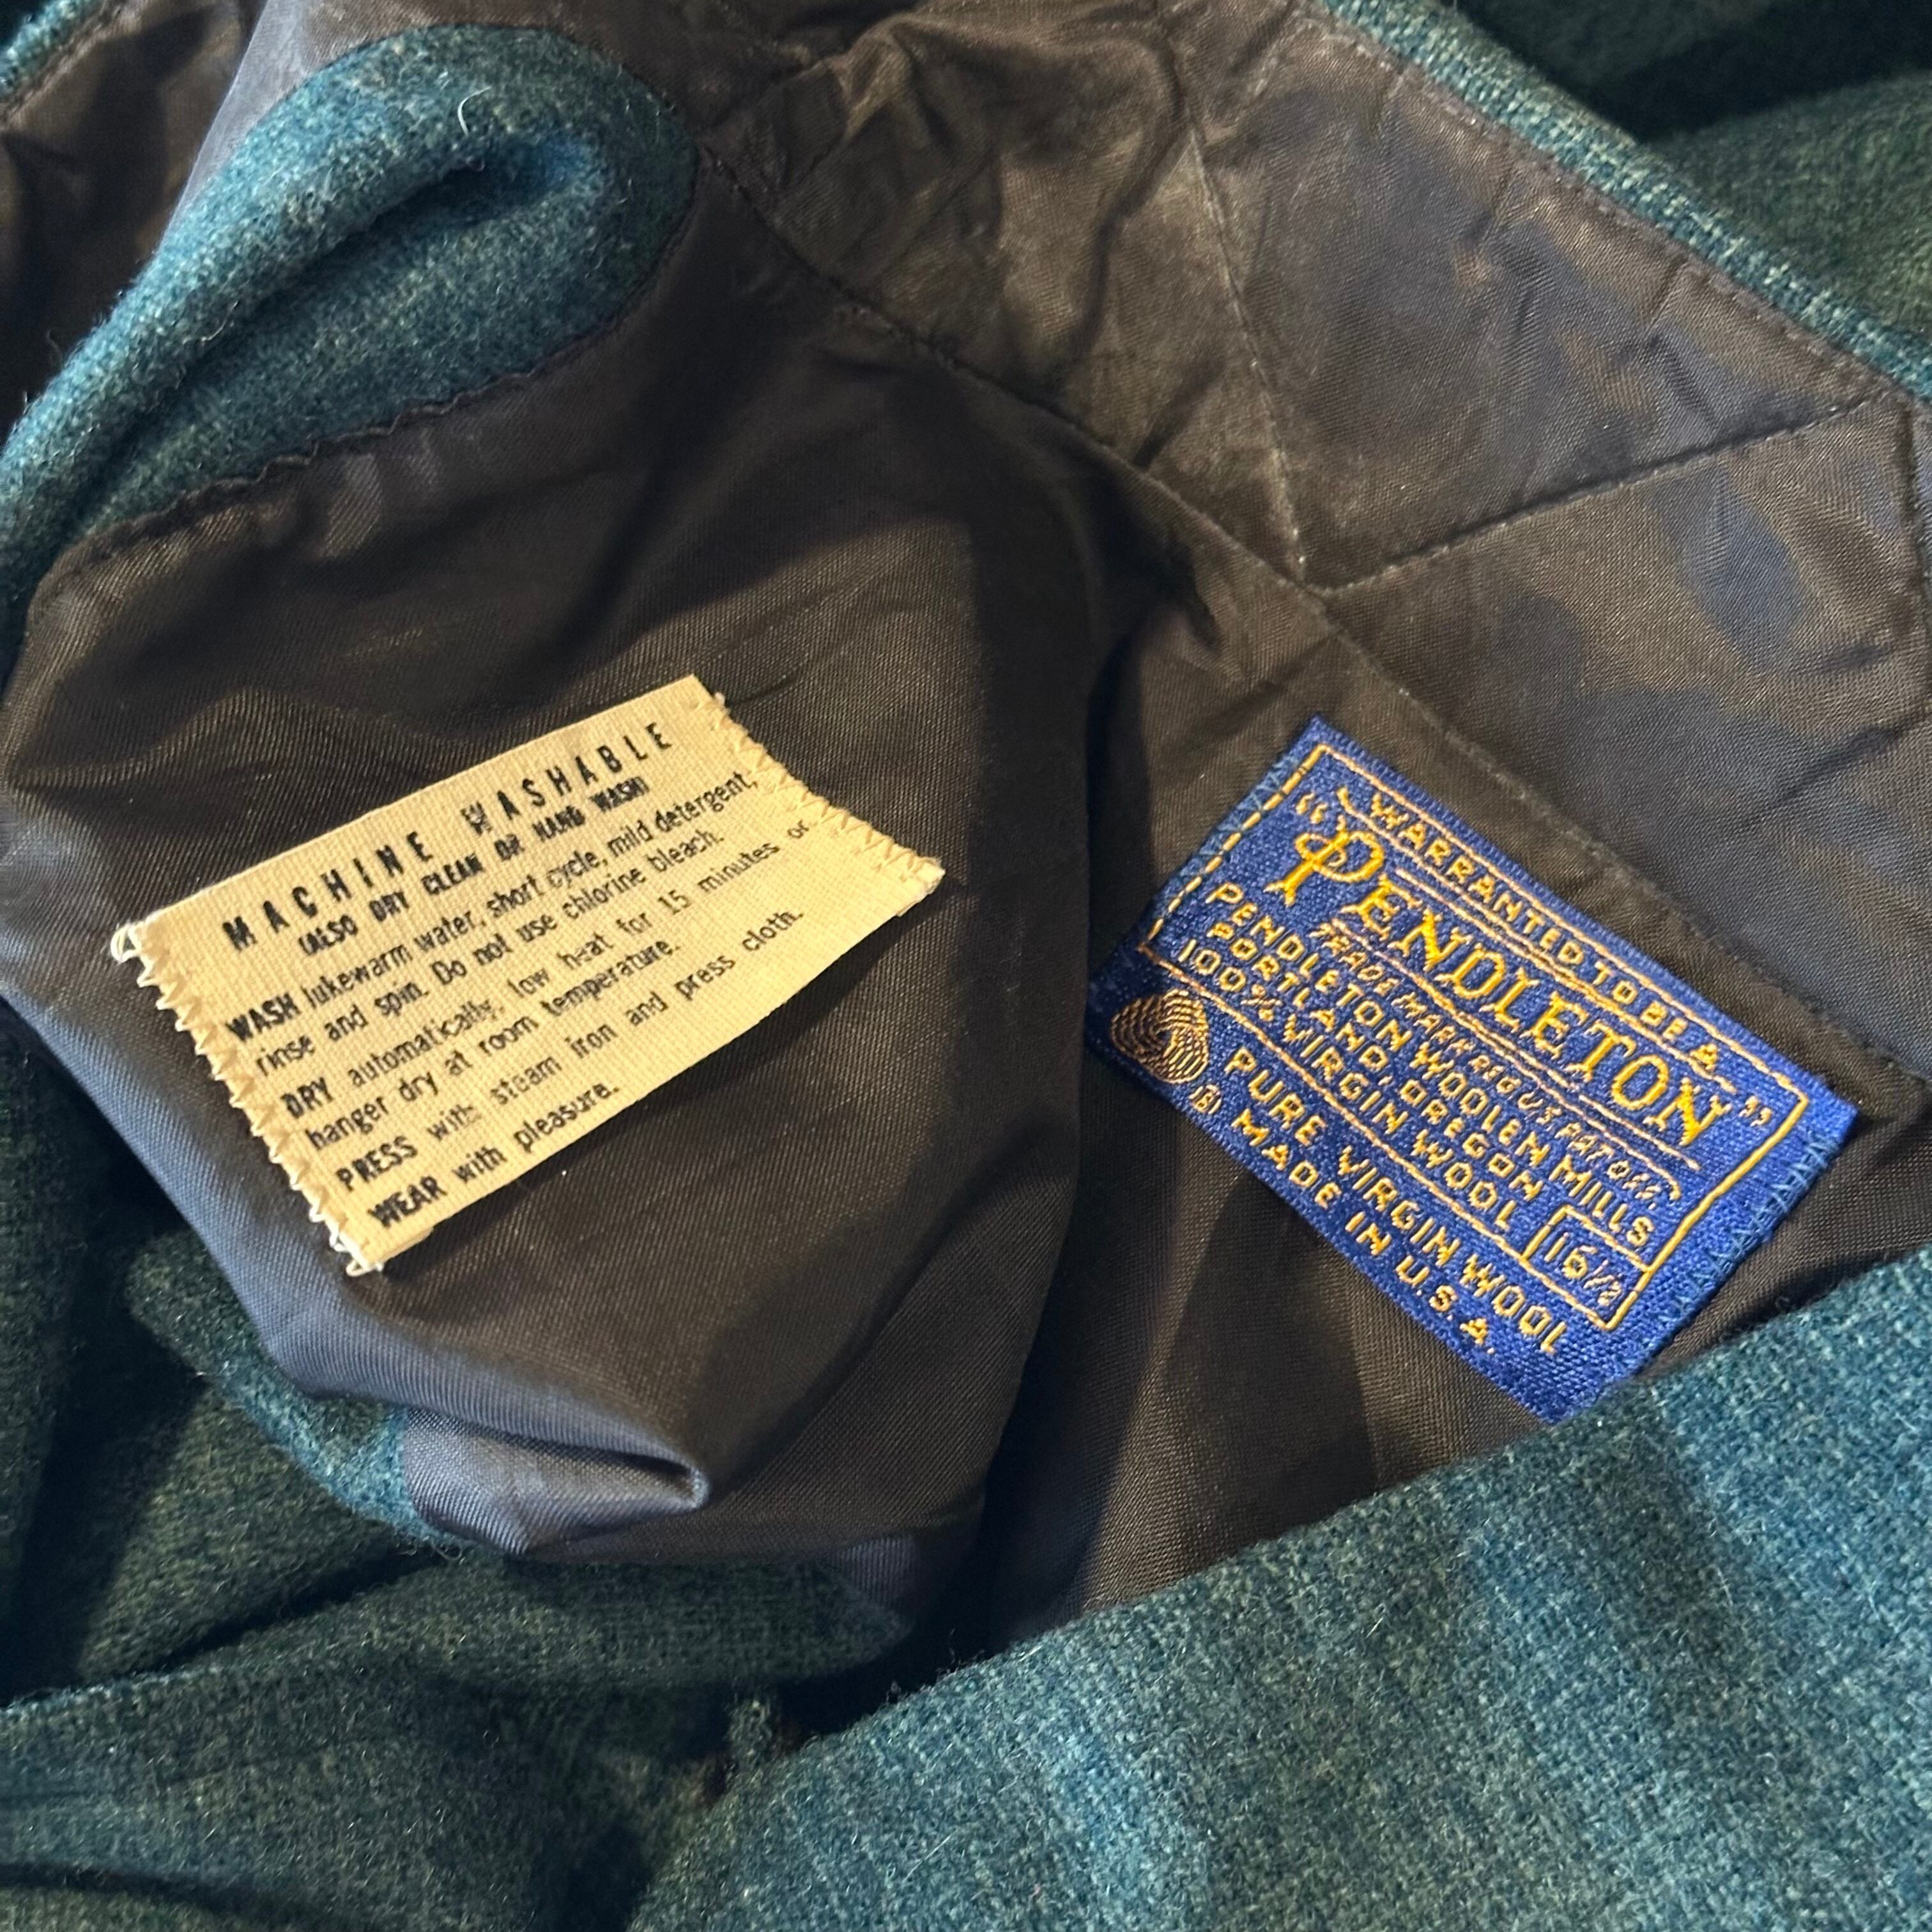 MACHINE WASHABLE
(ALSO DRY CLEAN OR HAND WASH)
WASH lukewarm water, short cycle, mild detergent,
rinse and spin. Do not use chlorine bleach.
DRY automatically, low heat for 15 minutes or
hanger dry at room temperature.
PRESS with steam iron and press cloth.
WEAR with pleasure.
WARRANTED TO BE A
"PENDLETON"
TRADE MARK REG US PAT OFF
PENDLETON WOOLEN MILLS
PORTLAND, OREGON
100% VIRGIN WOOL
16 1/2
PURE VIRGIN WOOL
® MADE IN U.S.A.